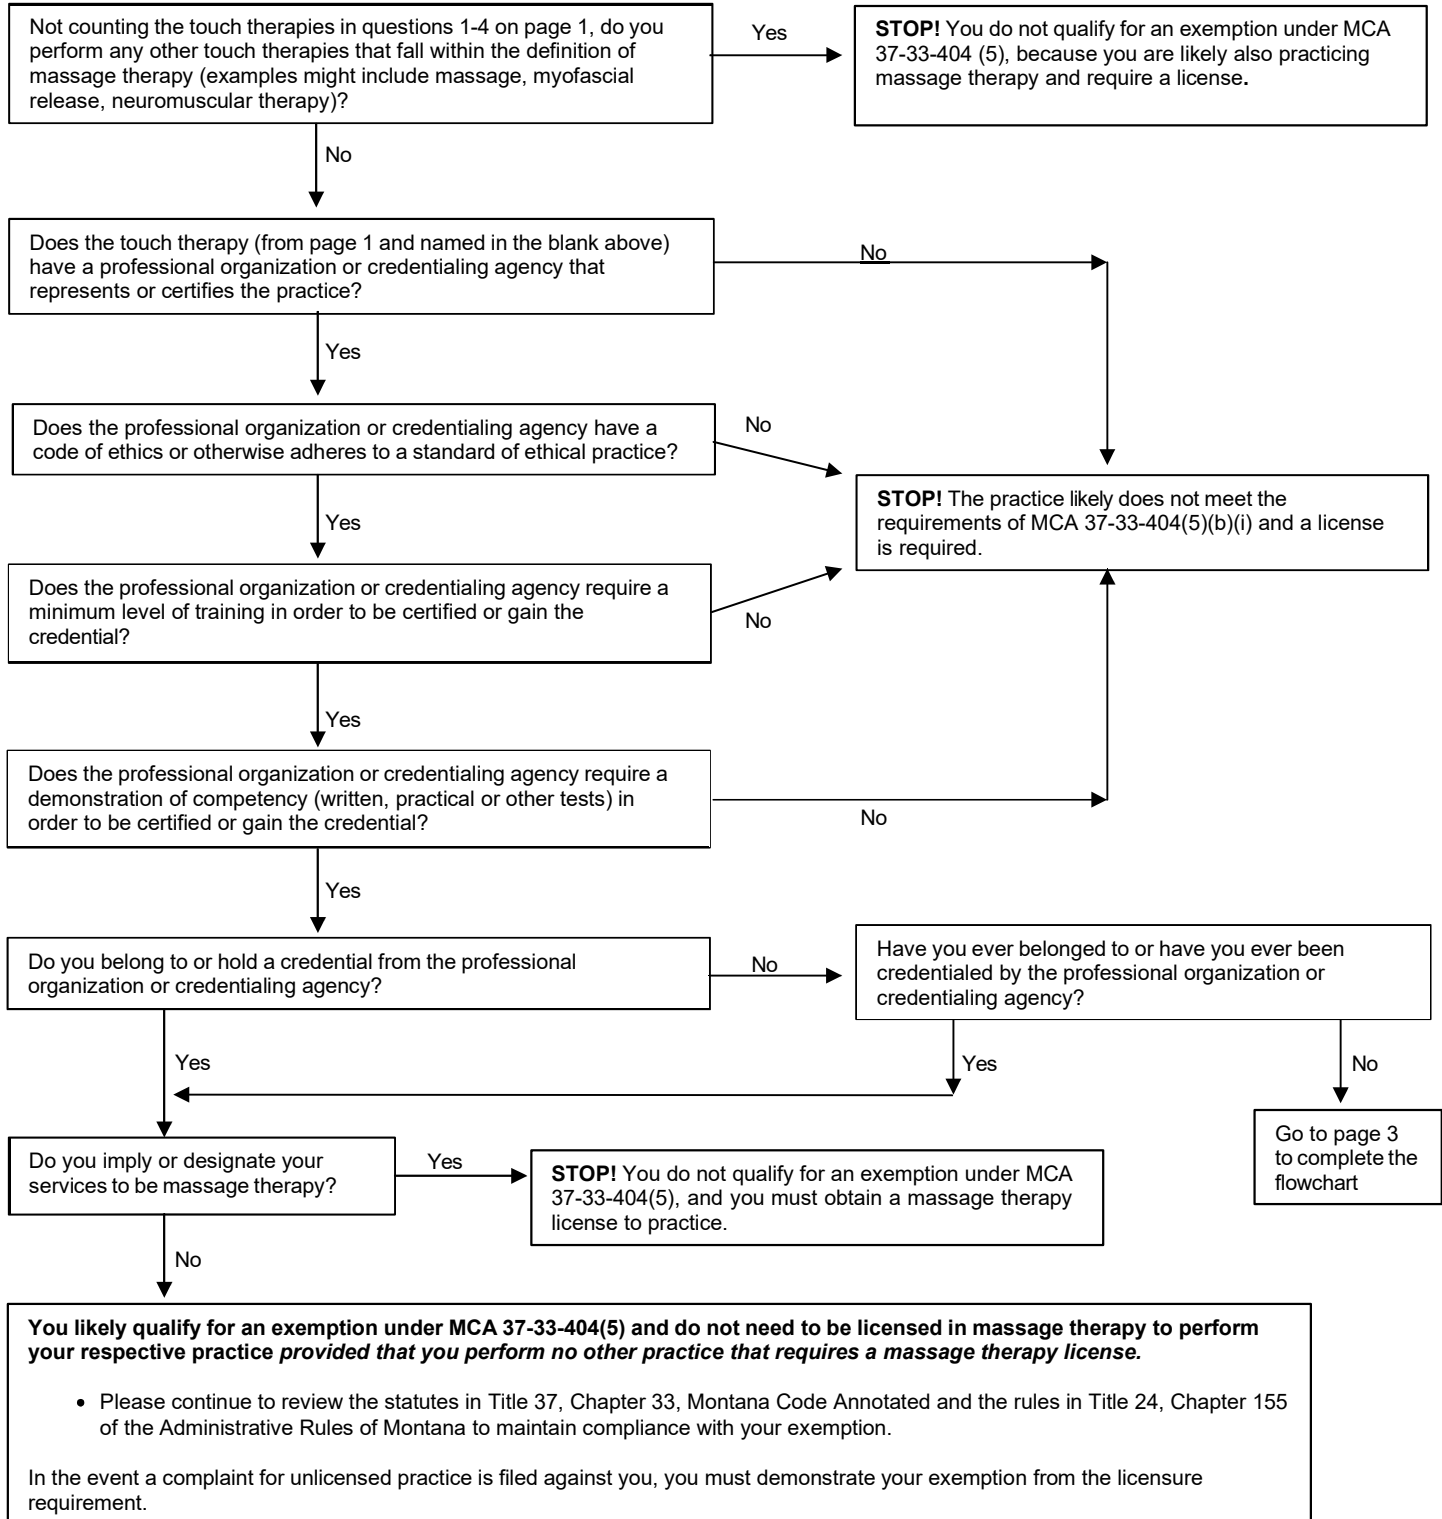 Not counting the touch therapies in questions 1-4 on page 1, do you
perform any other touch therapies that fall within the definition of
massage therapy (examples might include massage, myofascial
release, neuromuscular therapy)?
Yes
STOP! You do not qualify for an exemption under MCA
37-33-404 (5), because you are likely also practicing
massage therapy and require a license.
No
Does the touch therapy (from page 1 and named in the blank above)
have a professional organization or credentialing agency that
represents or certifies the practice?
No
Yes
Does the professional organization or credentialing agency have a
code of ethics or otherwise adheres to a standard of ethical practice?
No
STOP! The practice likely does not meet the
requirements of MCA 37-33-404(5)(b)(i) and a license
is required.
Yes
Does the professional organization or credentialing agency require a
minimum level of training in order to be certified or gain the
credential?
No
Yes
Does the professional organization or credentialing agency require a
demonstration of competency (written, practical or other tests) in
order to be certified or gain the credential?
No
Yes
Do you belong to or hold a credential from the professional
organization or credentialing agency?
No
Have you ever belonged to or have you ever been
credentialed by the professional organization or
credentialing agency?
Yes
Yes
No
Go to page 3
to complete the
flowchart
Do you imply or designate your
services to be massage therapy?
Yes
STOP! You do not qualify for an exemption under MCA
37-33-404(5), and you must obtain a massage therapy
license to practice.
No
You likely qualify for an exemption under MCA 37-33-404(5) and do not need to be licensed in massage therapy to perform
your respective practice provided that you perform no other practice that requires a massage therapy license.
• Please continue to review the statutes in Title 37, Chapter 33, Montana Code Annotated and the rules in Title 24, Chapter 155
of the Administrative Rules of Montana to maintain compliance with your exemption.
In the event a complaint for unlicensed practice is filed against you, you must demonstrate your exemption from the licensure
requirement.